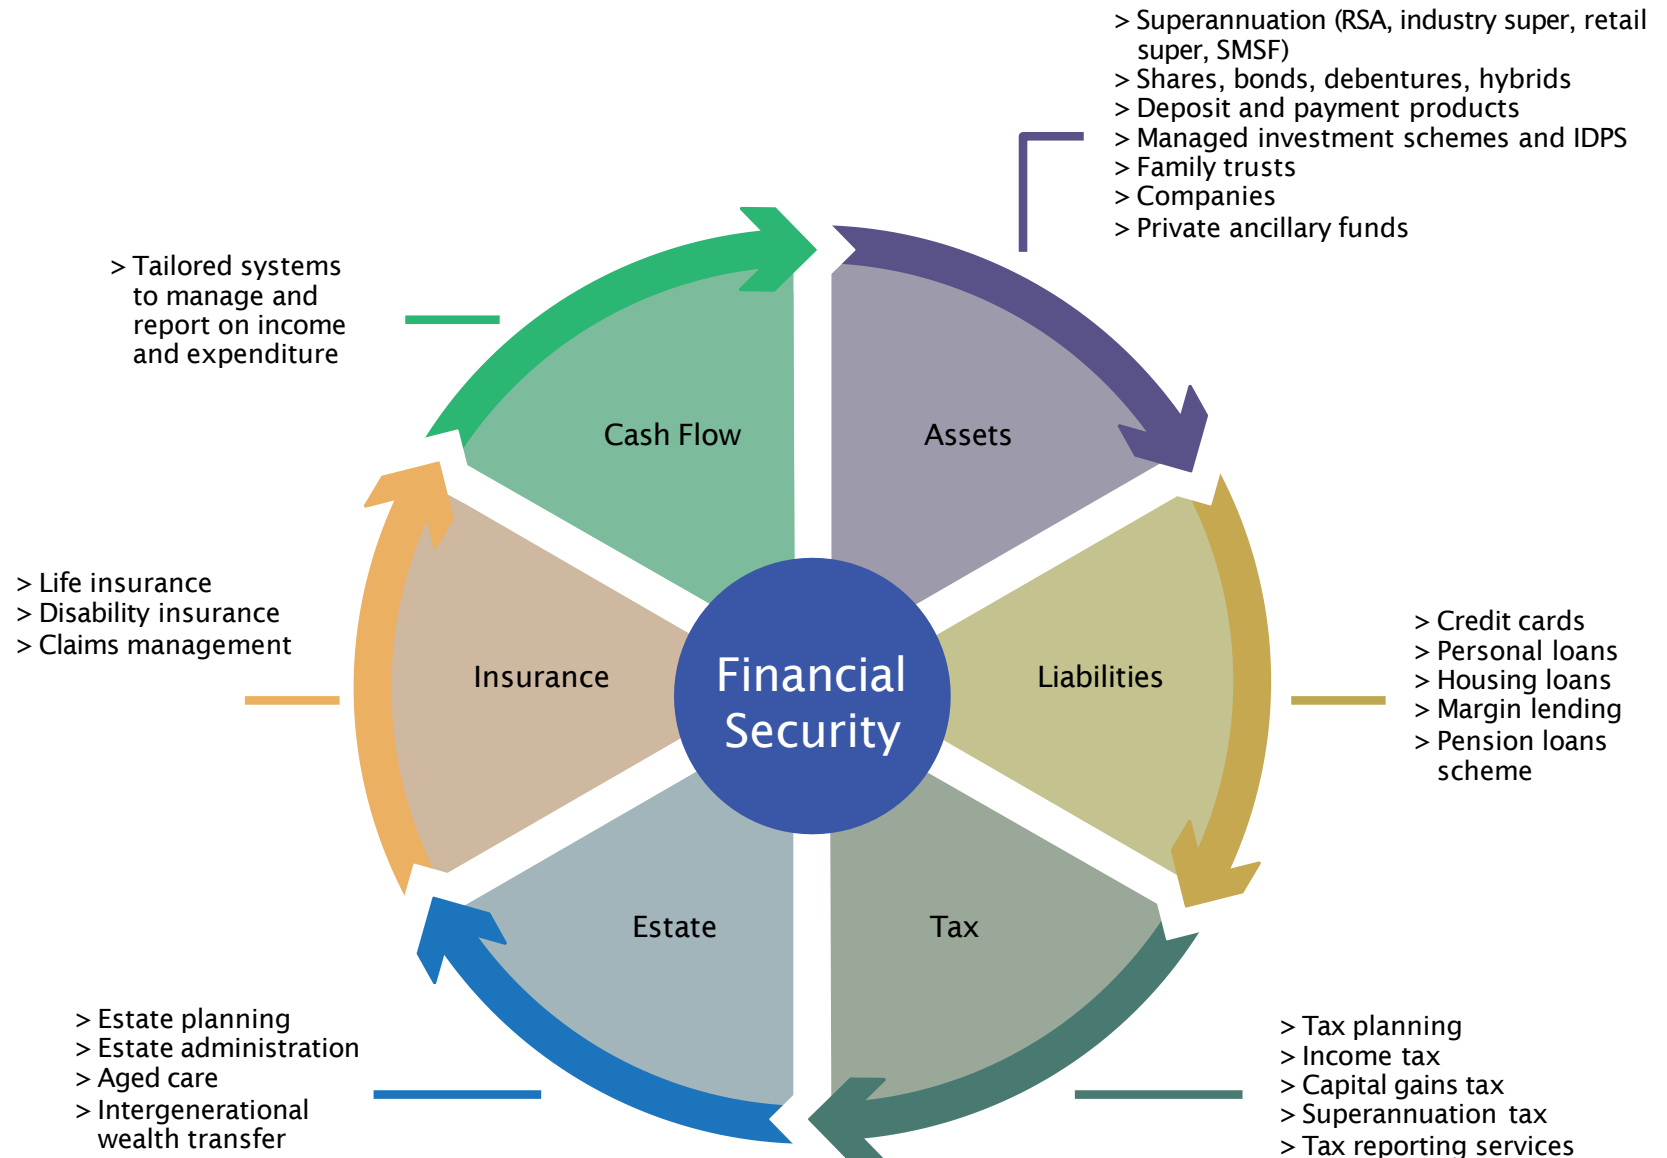 > Superannuation (RSA, industry super, retail
super, SMSF)
> Shares, bonds, debentures, hybrids
> Deposit and payment products
> Managed investment schemes and IDPS
> Family trusts
> Companies
> Private ancillary funds
> Tailored systems
to manage and
report on income
and expenditure
Cash Flow
Assets
> Life insurance
> Disability insurance
> Claims management
Insurance
Financial
Security
Liabilities
> Credit cards
> Personal loans
> Housing loans
> Margin lending
> Pension loans
scheme
Estate
Tax
> Estate planning
> Estate administration
> Aged care
> Intergenerational
wealth transfer
> Tax planning
> Income tax
> Capital gains tax
> Superannuation tax
> Tax reporting services